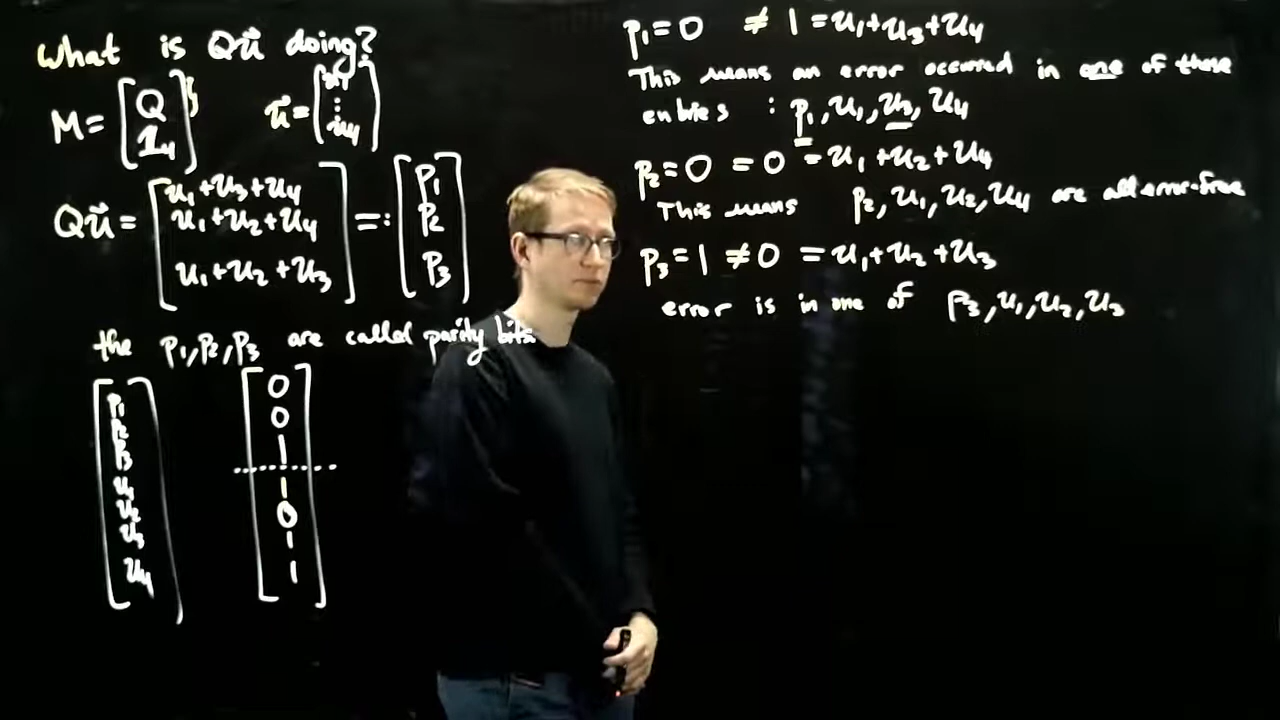 What is Qu⃗ doing?
M = [Q
1₄]
u⃗ = [u₁
⋮
u₄]
Qu⃗ = [u₁+u₃+u₄
u₁+u₂+u₄
u₁+u₂+u₃] =: [p₁
p₂
p₃]
the p₁,p₂,p₃ are called parity bits
[p₁
p₂
p₃
u₁
u₂
u₃
u₄]
[0
0
1
1
0
1
1]
p₁=0 ≠ 1 = u₁+u₃+u₄
This means an error occurred in one of these
entries : p₁,u₁,u₃,u₄
p₂=0 = 0 = u₁+u₂+u₄
This means p₂,u₁,u₂,u₄ are all error-free
p₃=1 ≠ 0 = u₁+u₂+u₃
error is in one of p₃,u₁,u₂,u₃